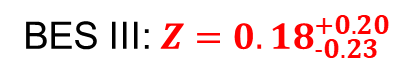 BES III: Z = 0.18^{+0.20}_{-0.23}